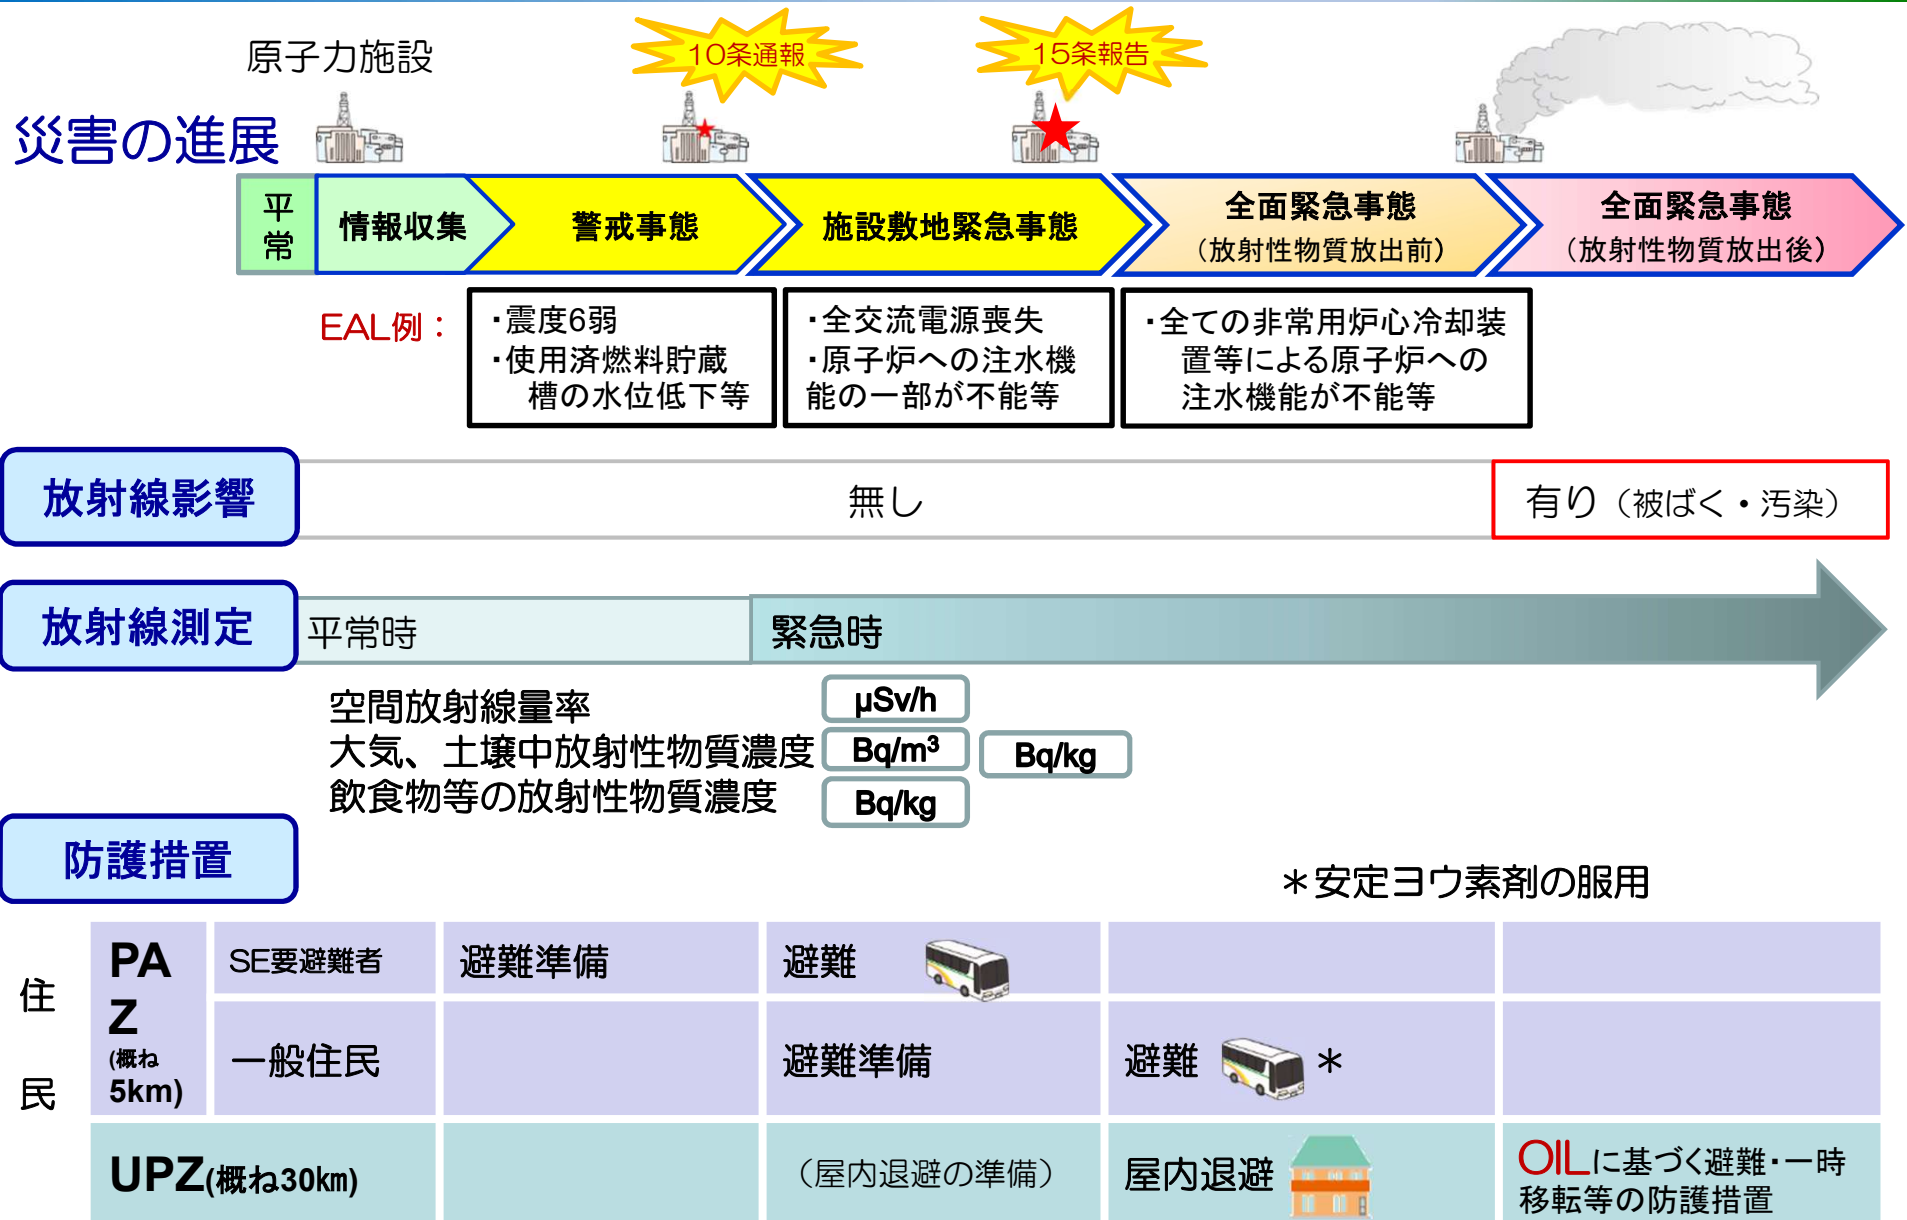 原子力施設
10条通報
15条報告
災害の進展
平常
情報収集
警戒事態
施設敷地緊急事態
全面緊急事態
(放射性物質放出前)
全面緊急事態
(放射性物質放出後)
EAL例：
・震度6弱
・使用済燃料貯蔵
槽の水位低下等
・全交流電源喪失
・原子炉への注水機
能の一部が不能等
・全ての非常用炉心冷却装
置等による原子炉への
注水機能が不能等
放射線影響
無し
有り（被ばく・汚染）
放射線測定
平常時
緊急時
空間放射線量率
μSv/h
大気、土壌中放射性物質濃度
Bq/m³
Bq/kg
飲食物等の放射性物質濃度
Bq/kg
防護措置
＊安定ヨウ素剤の服用
住民
PA
Z
(概ね
5km)
SE要避難者
避難準備
避難
一般住民
避難準備
避難 ＊
UPZ(概ね30km)
（屋内退避の準備）
屋内退避
OILに基づく避難・一時
移転等の防護措置